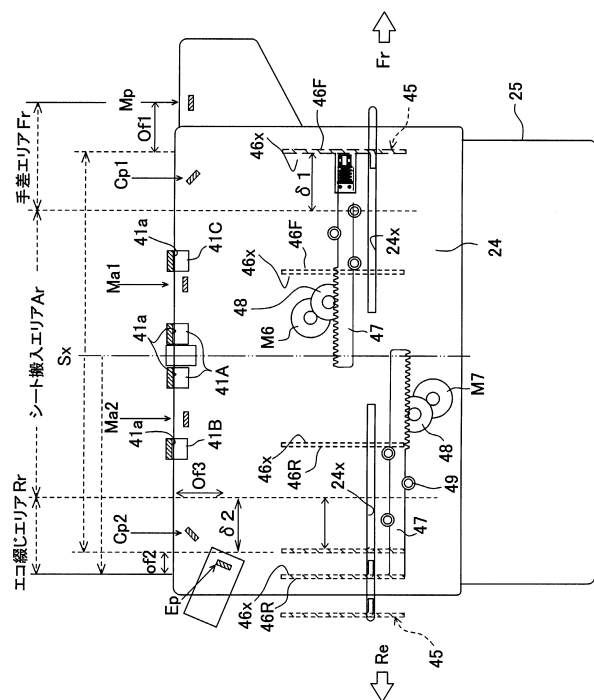 エコ綴じエリアRr
シート搬入エリアAr
手差エリアFr
Sx
of2
Of1
Mp
Cp1
Ma1
Ma2
Cp2
Ep
Of3
δ2
δ1
41a
41C
41a
41A
41a
41B
46x
46F
46x
46F
45
24x
M6
48
47
24
25
M7
48
49
46x
46R
24x
47
46x
46R
45
Fr
Re